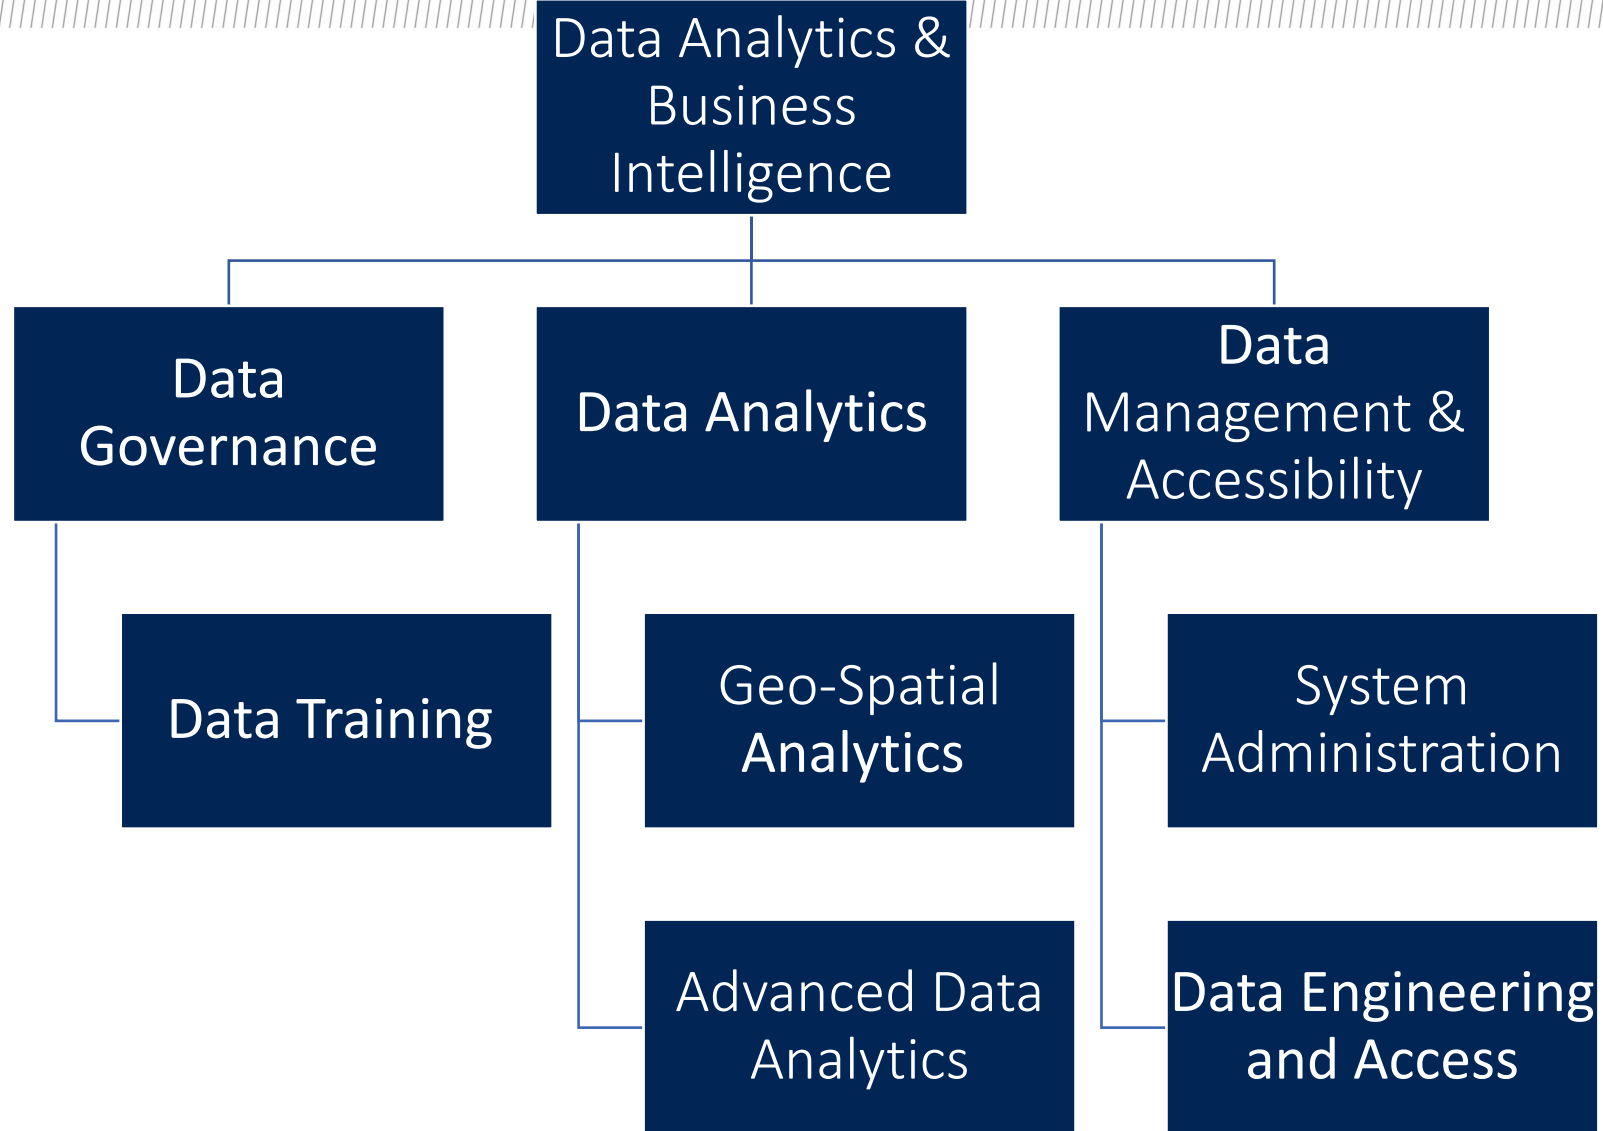 Data Analytics &
Business
Intelligence
Data
Governance
Data Analytics
Data
Management &
Accessibility
Data Training
Geo-Spatial
Analytics
System
Administration
Advanced Data
Analytics
Data Engineering
and Access